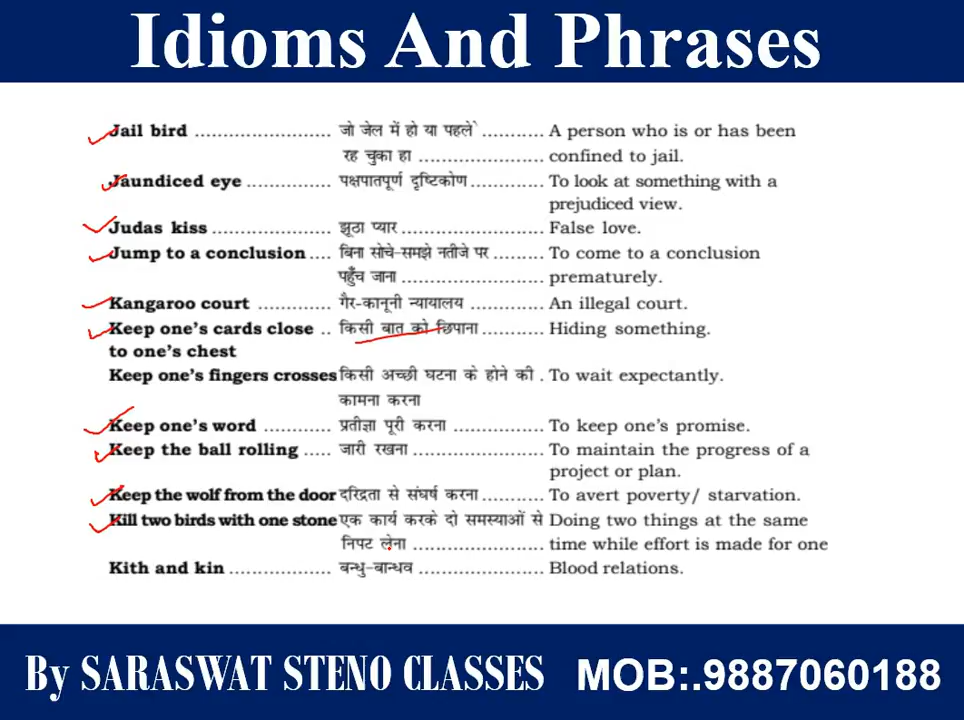 Idioms And Phrases
Jail bird ........................ जो जेल में हो या पहले ........... A person who is or has been
रह चुका हा ...................... confined to jail.
Jaundiced eye ............... पक्षपातपूर्ण दृष्टिकोण ............. To look at something with a
prejudiced view.
Judas kiss ..................... झूठा प्यार ......................... False love.
Jump to a conclusion .... बिना सोचे-समझे नतीजे पर ......... To come to a conclusion
पहुँच जाना ......................... prematurely.
Kangaroo court ............. गैर-कानूनी न्यायालय ............. An illegal court.
Keep one's cards close .. किसी बात को छिपाना ........... Hiding something.
to one's chest
Keep one's fingers crosses किसी अच्छी घटना के होने की . To wait expectantly.
कामना करना
Keep one's word ............ प्रतीज्ञा पूरी करना ................ To keep one's promise.
Keep the ball rolling ..... जारी रखना ....................... To maintain the progress of a
project or plan.
Keep the wolf from the door दरिद्रता से संघर्ष करना ........... To avert poverty/ starvation.
Kill two birds with one stone एक कार्य करके दो समस्याओं से Doing two things at the same
निपट लेना ....................... time while effort is made for one
Kith and kin .................. बन्धु-बान्धव ...................... Blood relations.
By SARASWAT STENO CLASSES MOB:.9887060188